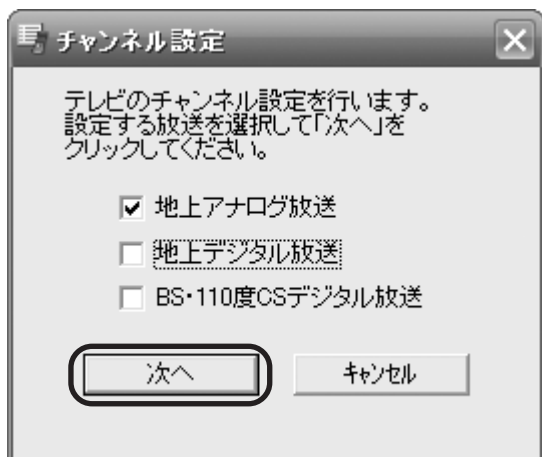 チャンネル設定
テレビのチャンネル設定を行います。
設定する放送を選択して「次へ」を
クリックしてください。
地上アナログ放送
地上デジタル放送
BS・110度CSデジタル放送
次へ
キャンセル